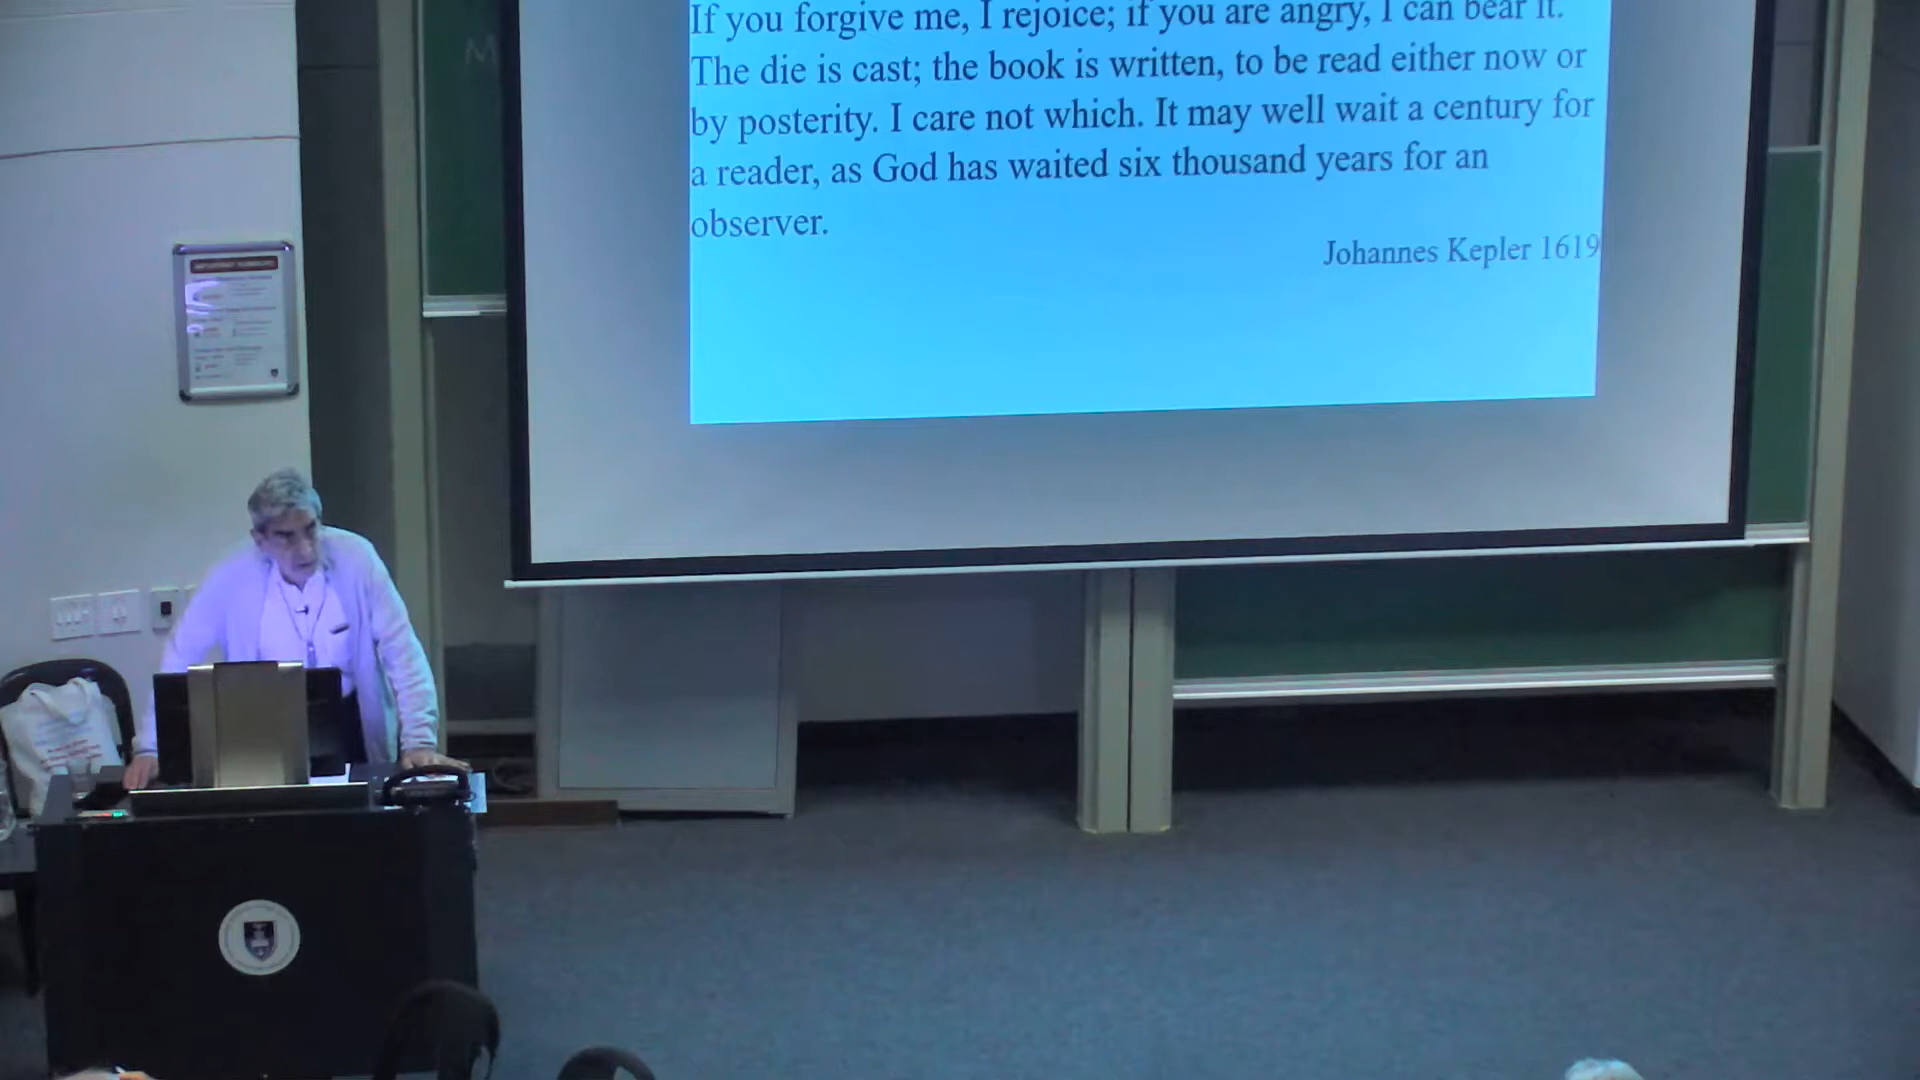 If you forgive me, I rejoice; if you are angry, I can bear it.
The die is cast; the book is written, to be read either now or
by posterity. I care not which. It may well wait a century for
a reader, as God has waited six thousand years for an
observer.
Johannes Kepler 1619
M